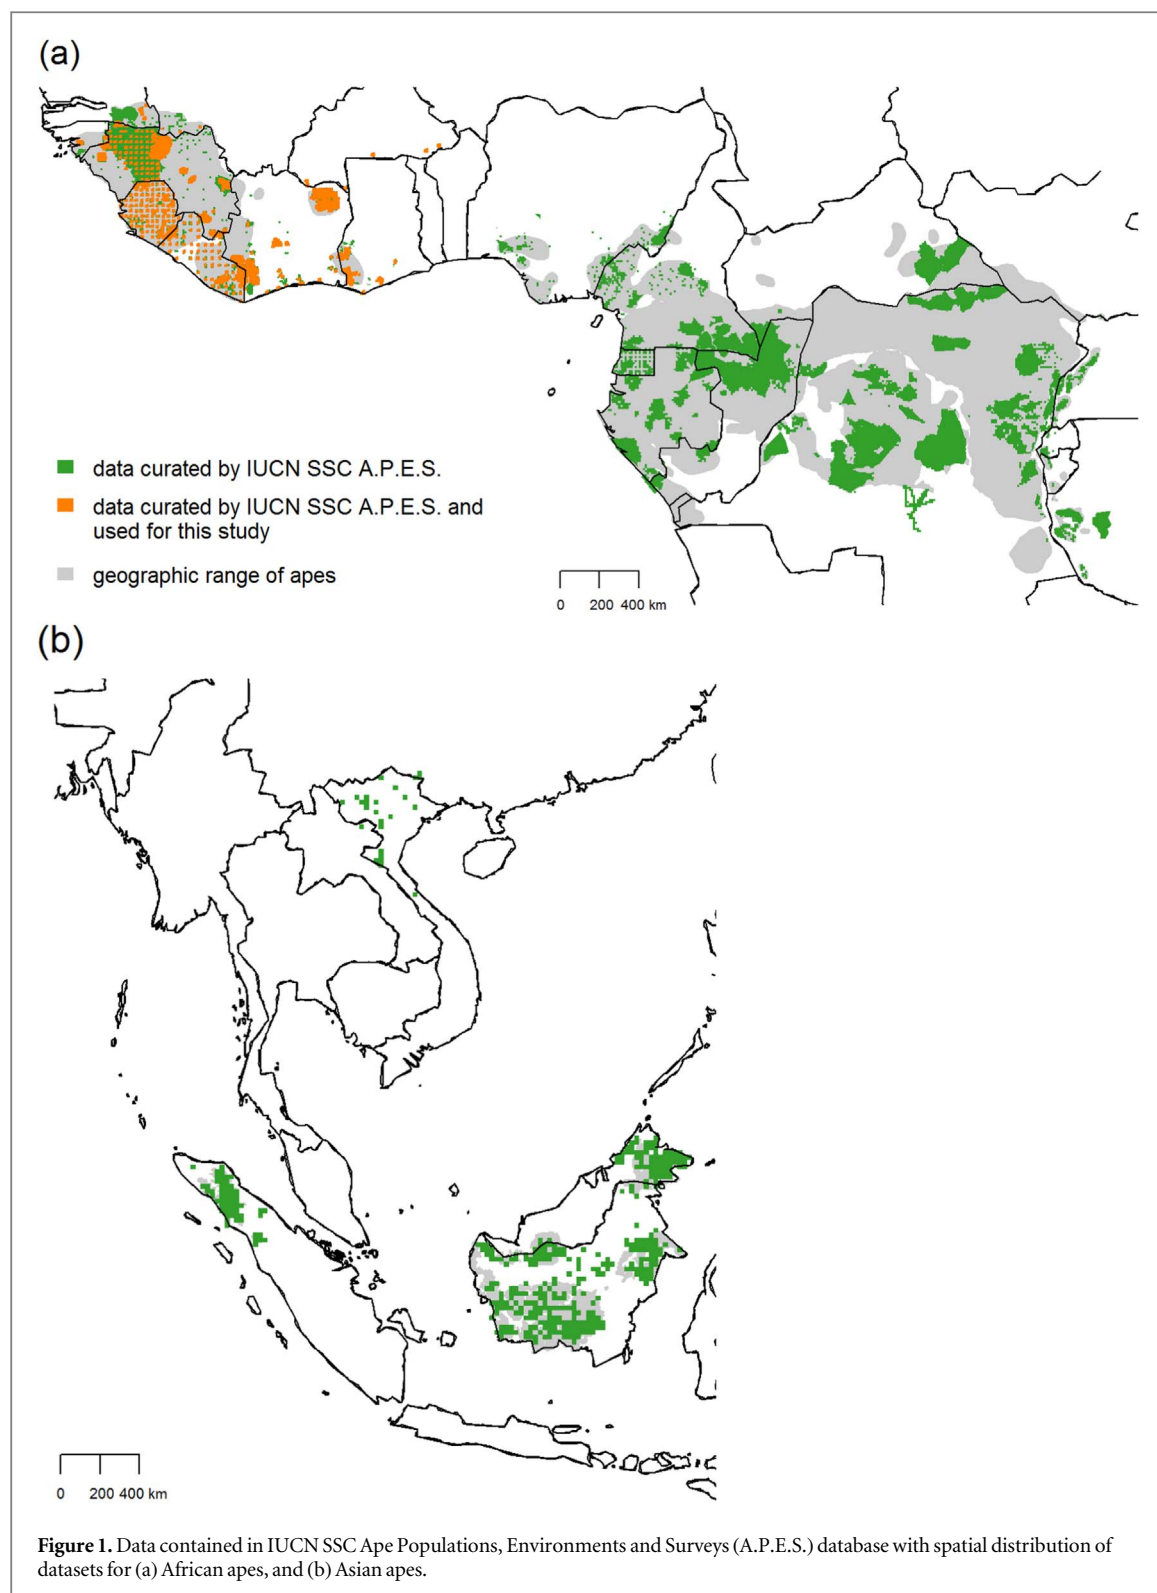 (a)
data curated by IUCN SSC A.P.E.S.
data curated by IUCN SSC A.P.E.S. and
used for this study
geographic range of apes
0 200 400 km
(b)
0 200 400 km
Figure 1. Data contained in IUCN SSC Ape Populations, Environments and Surveys (A.P.E.S.) database with spatial distribution of
datasets for (a) African apes, and (b) Asian apes.